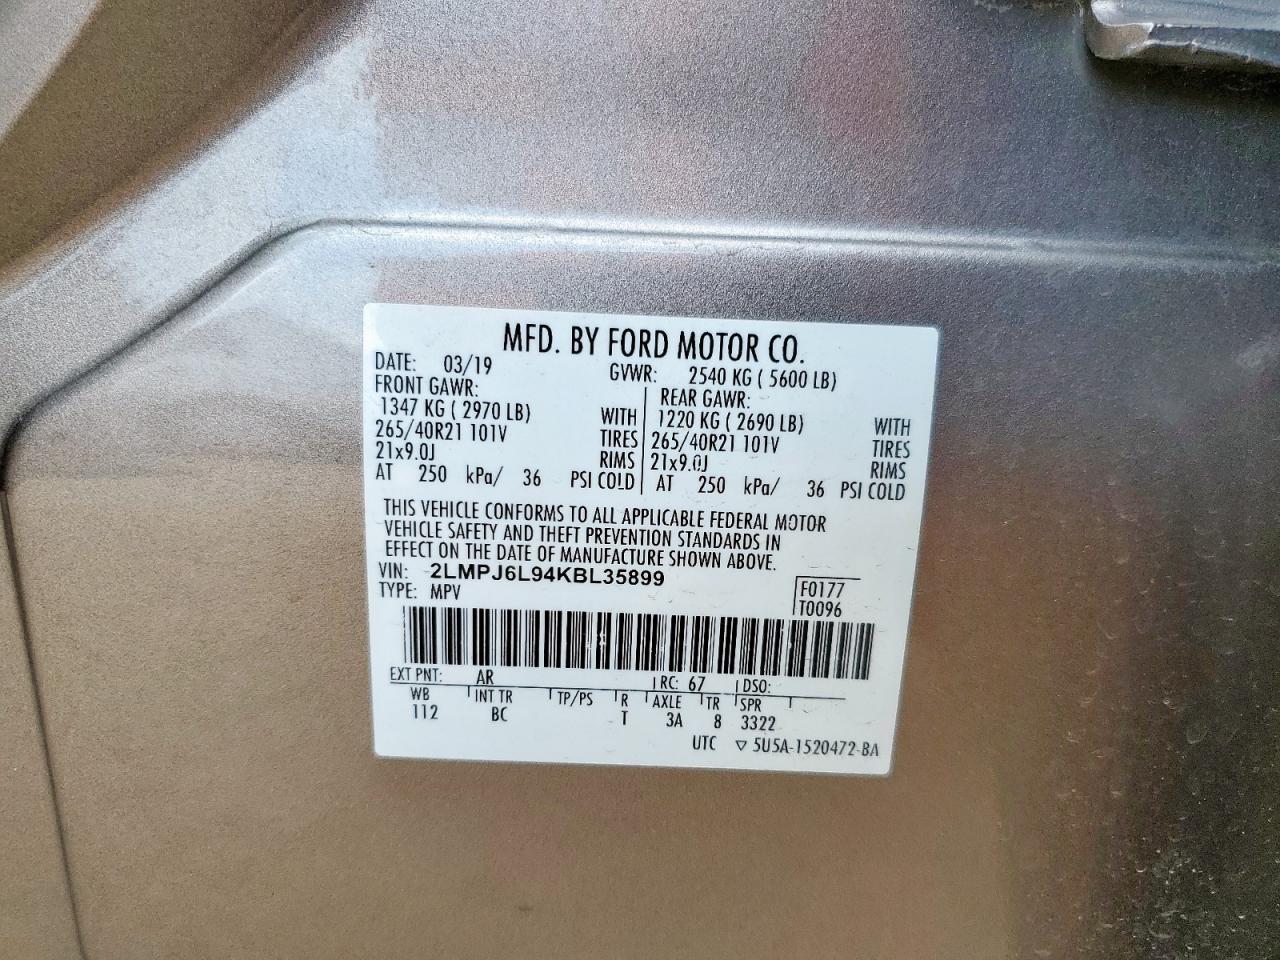 MFD. BY FORD MOTOR CO.
DATE: 03/19 GVWR: 2540 KG ( 5600 LB)
FRONT GAWR: REAR GAWR:
1347 KG ( 2970 LB) WITH 1220 KG ( 2690 LB) WITH
265/40R21 101V TIRES 265/40R21 101V TIRES
21x9.0J RIMS 21x9.0J RIMS
AT 250 kPa/ 36 PSI COLD AT 250 kPa/ 36 PSI COLD
THIS VEHICLE CONFORMS TO ALL APPLICABLE FEDERAL MOTOR
VEHICLE SAFETY AND THEFT PREVENTION STANDARDS IN
EFFECT ON THE DATE OF MANUFACTURE SHOWN ABOVE.
VIN: 2LMPJ6L94KBL35899
TYPE: MPV F0177
T0096
EXT PNT: AR RC: 67 DSO:
WB INT TR TP/PS R AXLE TR SPR
112 BC T 3A 8 3322
UTC ▽ 5U5A-1520472-BA